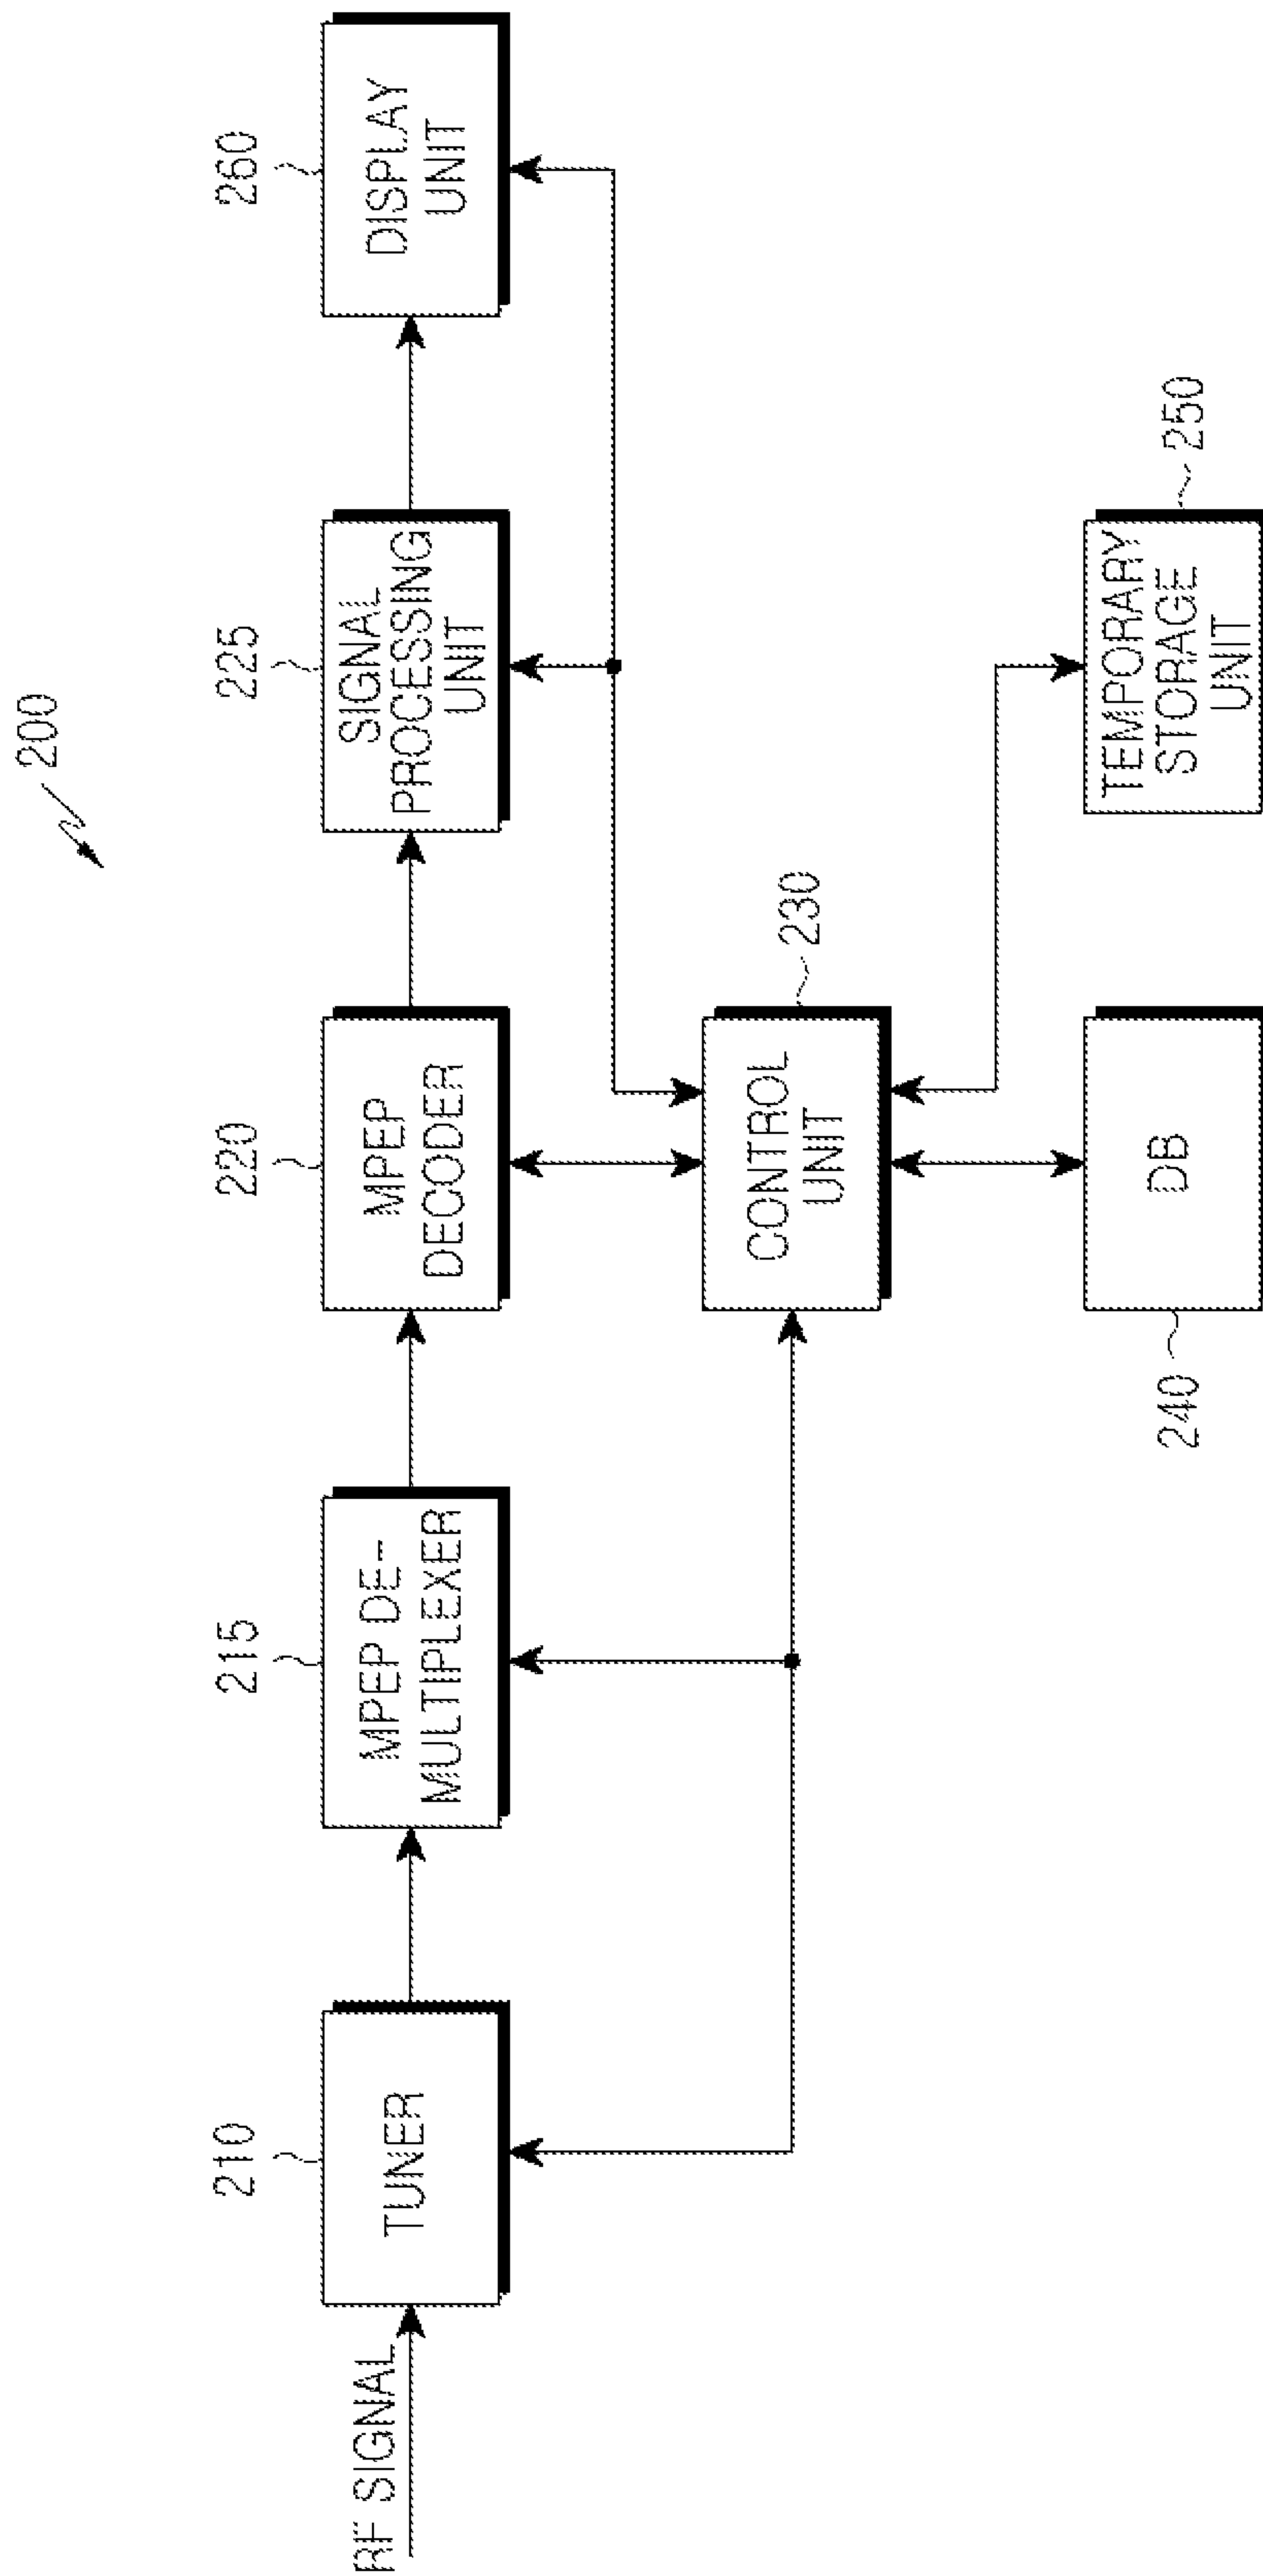 200
210
215
220
225
260
RF SIGNAL
TUNER
MPEP DE-
MULTIPLEXER
MPEP
DECODER
SIGNAL
PROCESSING
UNIT
DISPLAY
UNIT
CONTROL
UNIT
230
240
DB
TEMPORARY
STORAGE
UNIT
250